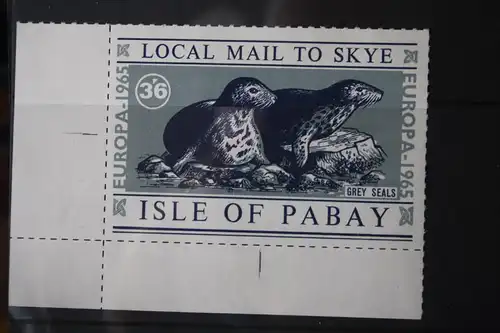 LOCAL MAIL TO SKYE
EUROPA-1965
3/6
EUROPA-1965
GREY SEALS
ISLE OF PABAY